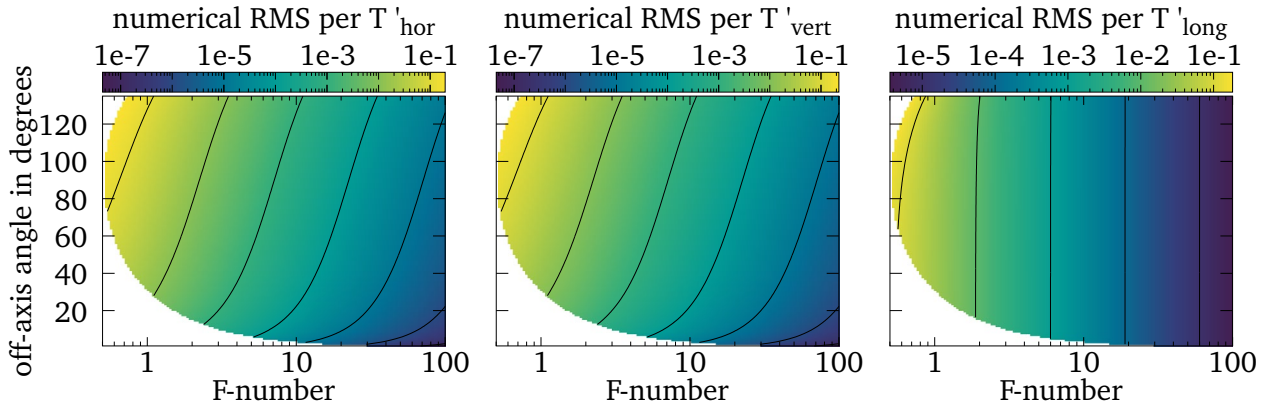 numerical RMS per T 'hor
1e-7 1e-5 1e-3 1e-1
off-axis angle in degrees
120
100
80
60
40
20
1 10 100
F-number
numerical RMS per T 'vert
1e-7 1e-5 1e-3 1e-1
1 10 100
F-number
numerical RMS per T 'long
1e-5 1e-4 1e-3 1e-2 1e-1
1 10 100
F-number